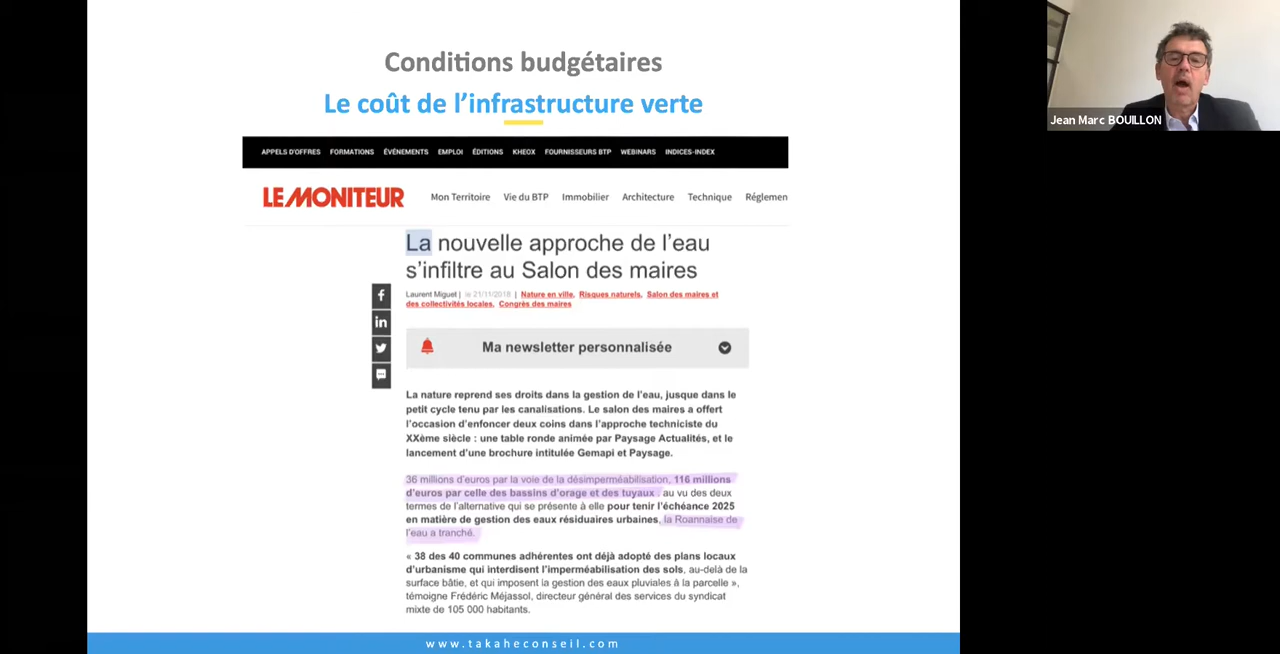 Conditions budgétaires
Le coût de l’infrastructure verte
APPELS D'OFFRES FORMATIONS ÉVÉNEMENTS EMPLOI ÉDITIONS KHEOX FOURNISSEURS BTP WEBINARS INDICES-INDEX
LE MONITEUR Mon Territoire Vie du BTP Immobilier Architecture Technique Réglemen
La nouvelle approche de l’eau
s’infiltre au Salon des maires
Laurent Miguet | le 21/11/2018 | Nature en ville, Risques naturels, Salon des maires et
des collectivités locales, Congrès des maires
Ma newsletter personnalisée
La nature reprend ses droits dans la gestion de l’eau, jusque dans le
petit cycle tenu par les canalisations. Le salon des maires a offert
l’occasion d’enfoncer deux coins dans l’approche techniciste du
XXème siècle : une table ronde animée par Paysage Actualités, et le
lancement d’une brochure intitulée Gemapi et Paysage.
36 millions d’euros par la voie de la désimperméabilisation, 116 millions
d’euros par celle des bassins d’orage et des tuyaux : au vu des deux
termes de l’alternative qui se présente à elle pour tenir l’échéance 2025
en matière de gestion des eaux résiduaires urbaines, la Roannaise de
l’eau a tranché.
« 38 des 40 communes adhérentes ont déjà adopté des plans locaux
d’urbanisme qui interdisent l’imperméabilisation des sols, au-delà de la
surface bâtie, et qui imposent la gestion des eaux pluviales à la parcelle »,
témoigne Frédéric Méjassol, directeur général des services du syndicat
mixte de 105 000 habitants.
www.takaheconseil.com
Jean Marc BOUILLON